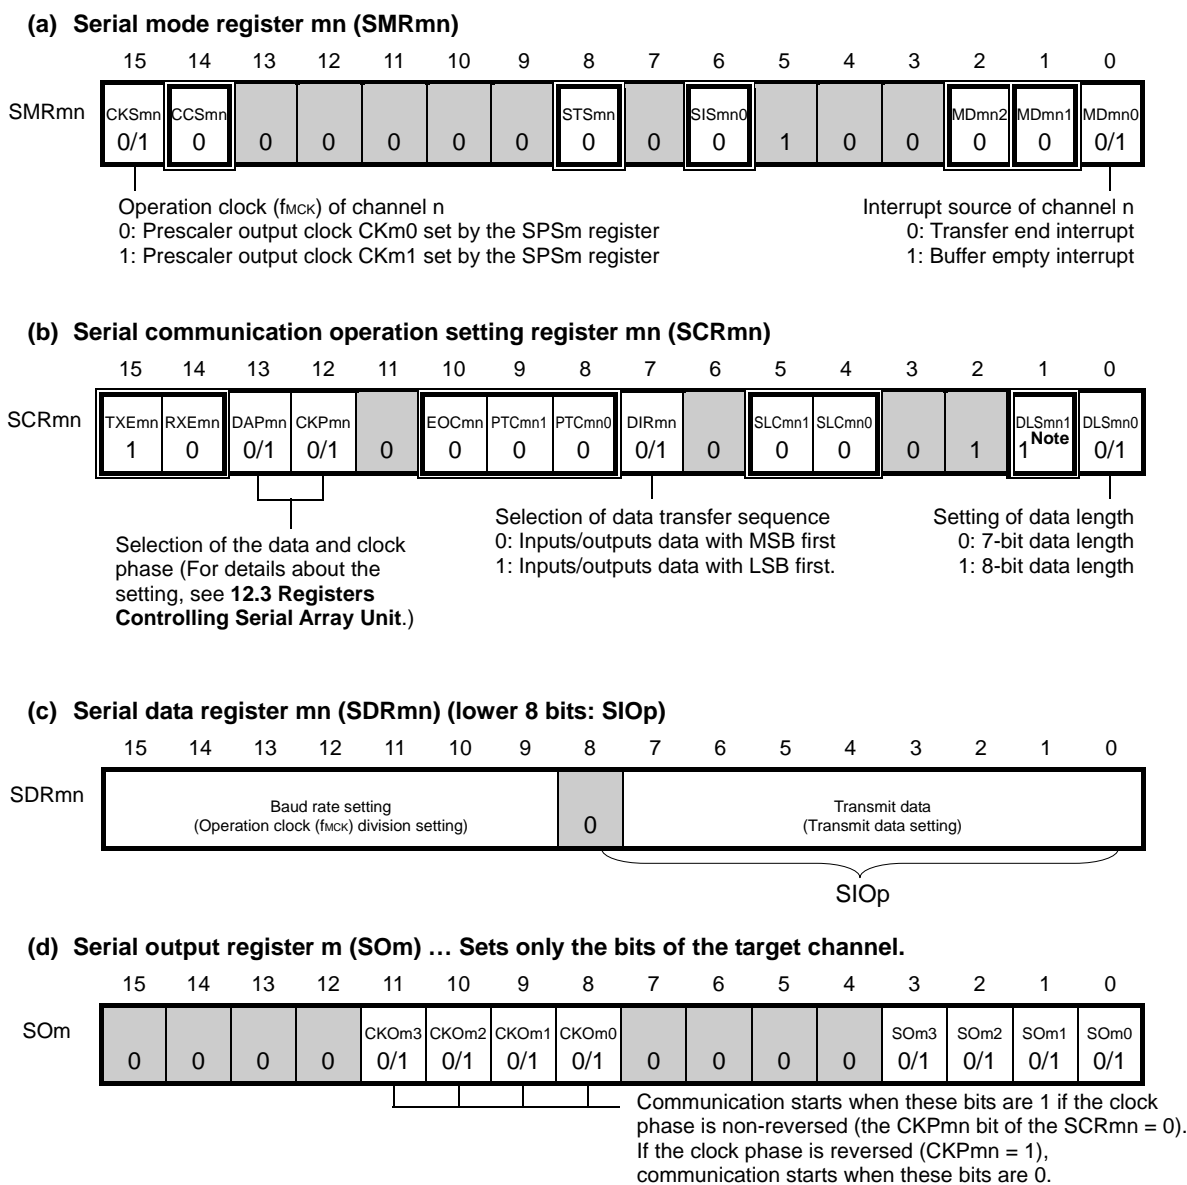 (a) Serial mode register mn (SMRmn)
15 14 13 12 11 10 9 8 7 6 5 4 3 2 1 0
SMRmn CKSmn CCSmn STSmn SISmn0 MDmn2 MDmn1 MDmn0
0/1 0 0 0 0 0 0 0 0 0 1 0 0 0 0 0/1
Operation clock (fMCK) of channel n
0: Prescaler output clock CKm0 set by the SPSm register
1: Prescaler output clock CKm1 set by the SPSm register
Interrupt source of channel n
0: Transfer end interrupt
1: Buffer empty interrupt
(b) Serial communication operation setting register mn (SCRmn)
15 14 13 12 11 10 9 8 7 6 5 4 3 2 1 0
SCRmn TXEmn RXEmn DAPmn CKPmn EOCmn PTCmn1 PTCmn0 DIRmn SLCmn1 SLCmn0 DLSmn1 DLSmn0
1 0 0/1 0/1 0 0 0 0 0/1 0 0 0 0 1 1 Note 0/1
Selection of the data and clock
phase (For details about the
setting, see 12.3 Registers
Controlling Serial Array Unit.)
Selection of data transfer sequence
0: Inputs/outputs data with MSB first
1: Inputs/outputs data with LSB first.
Setting of data length
0: 7-bit data length
1: 8-bit data length
(c) Serial data register mn (SDRmn) (lower 8 bits: SIOp)
15 14 13 12 11 10 9 8 7 6 5 4 3 2 1 0
SDRmn
Baud rate setting
(Operation clock (fMCK) division setting)
0
Transmit data
(Transmit data setting)
SIOp
(d) Serial output register m (SOm) … Sets only the bits of the target channel.
15 14 13 12 11 10 9 8 7 6 5 4 3 2 1 0
SOm CKOm3 CKOm2 CKOm1 CKOm0 SOm3 SOm2 SOm1 SOm0
0 0 0 0 0/1 0/1 0/1 0/1 0 0 0 0 0/1 0/1 0/1 0/1
Communication starts when these bits are 1 if the clock
phase is non-reversed (the CKPmn bit of the SCRmn = 0).
If the clock phase is reversed (CKPmn = 1),
communication starts when these bits are 0.